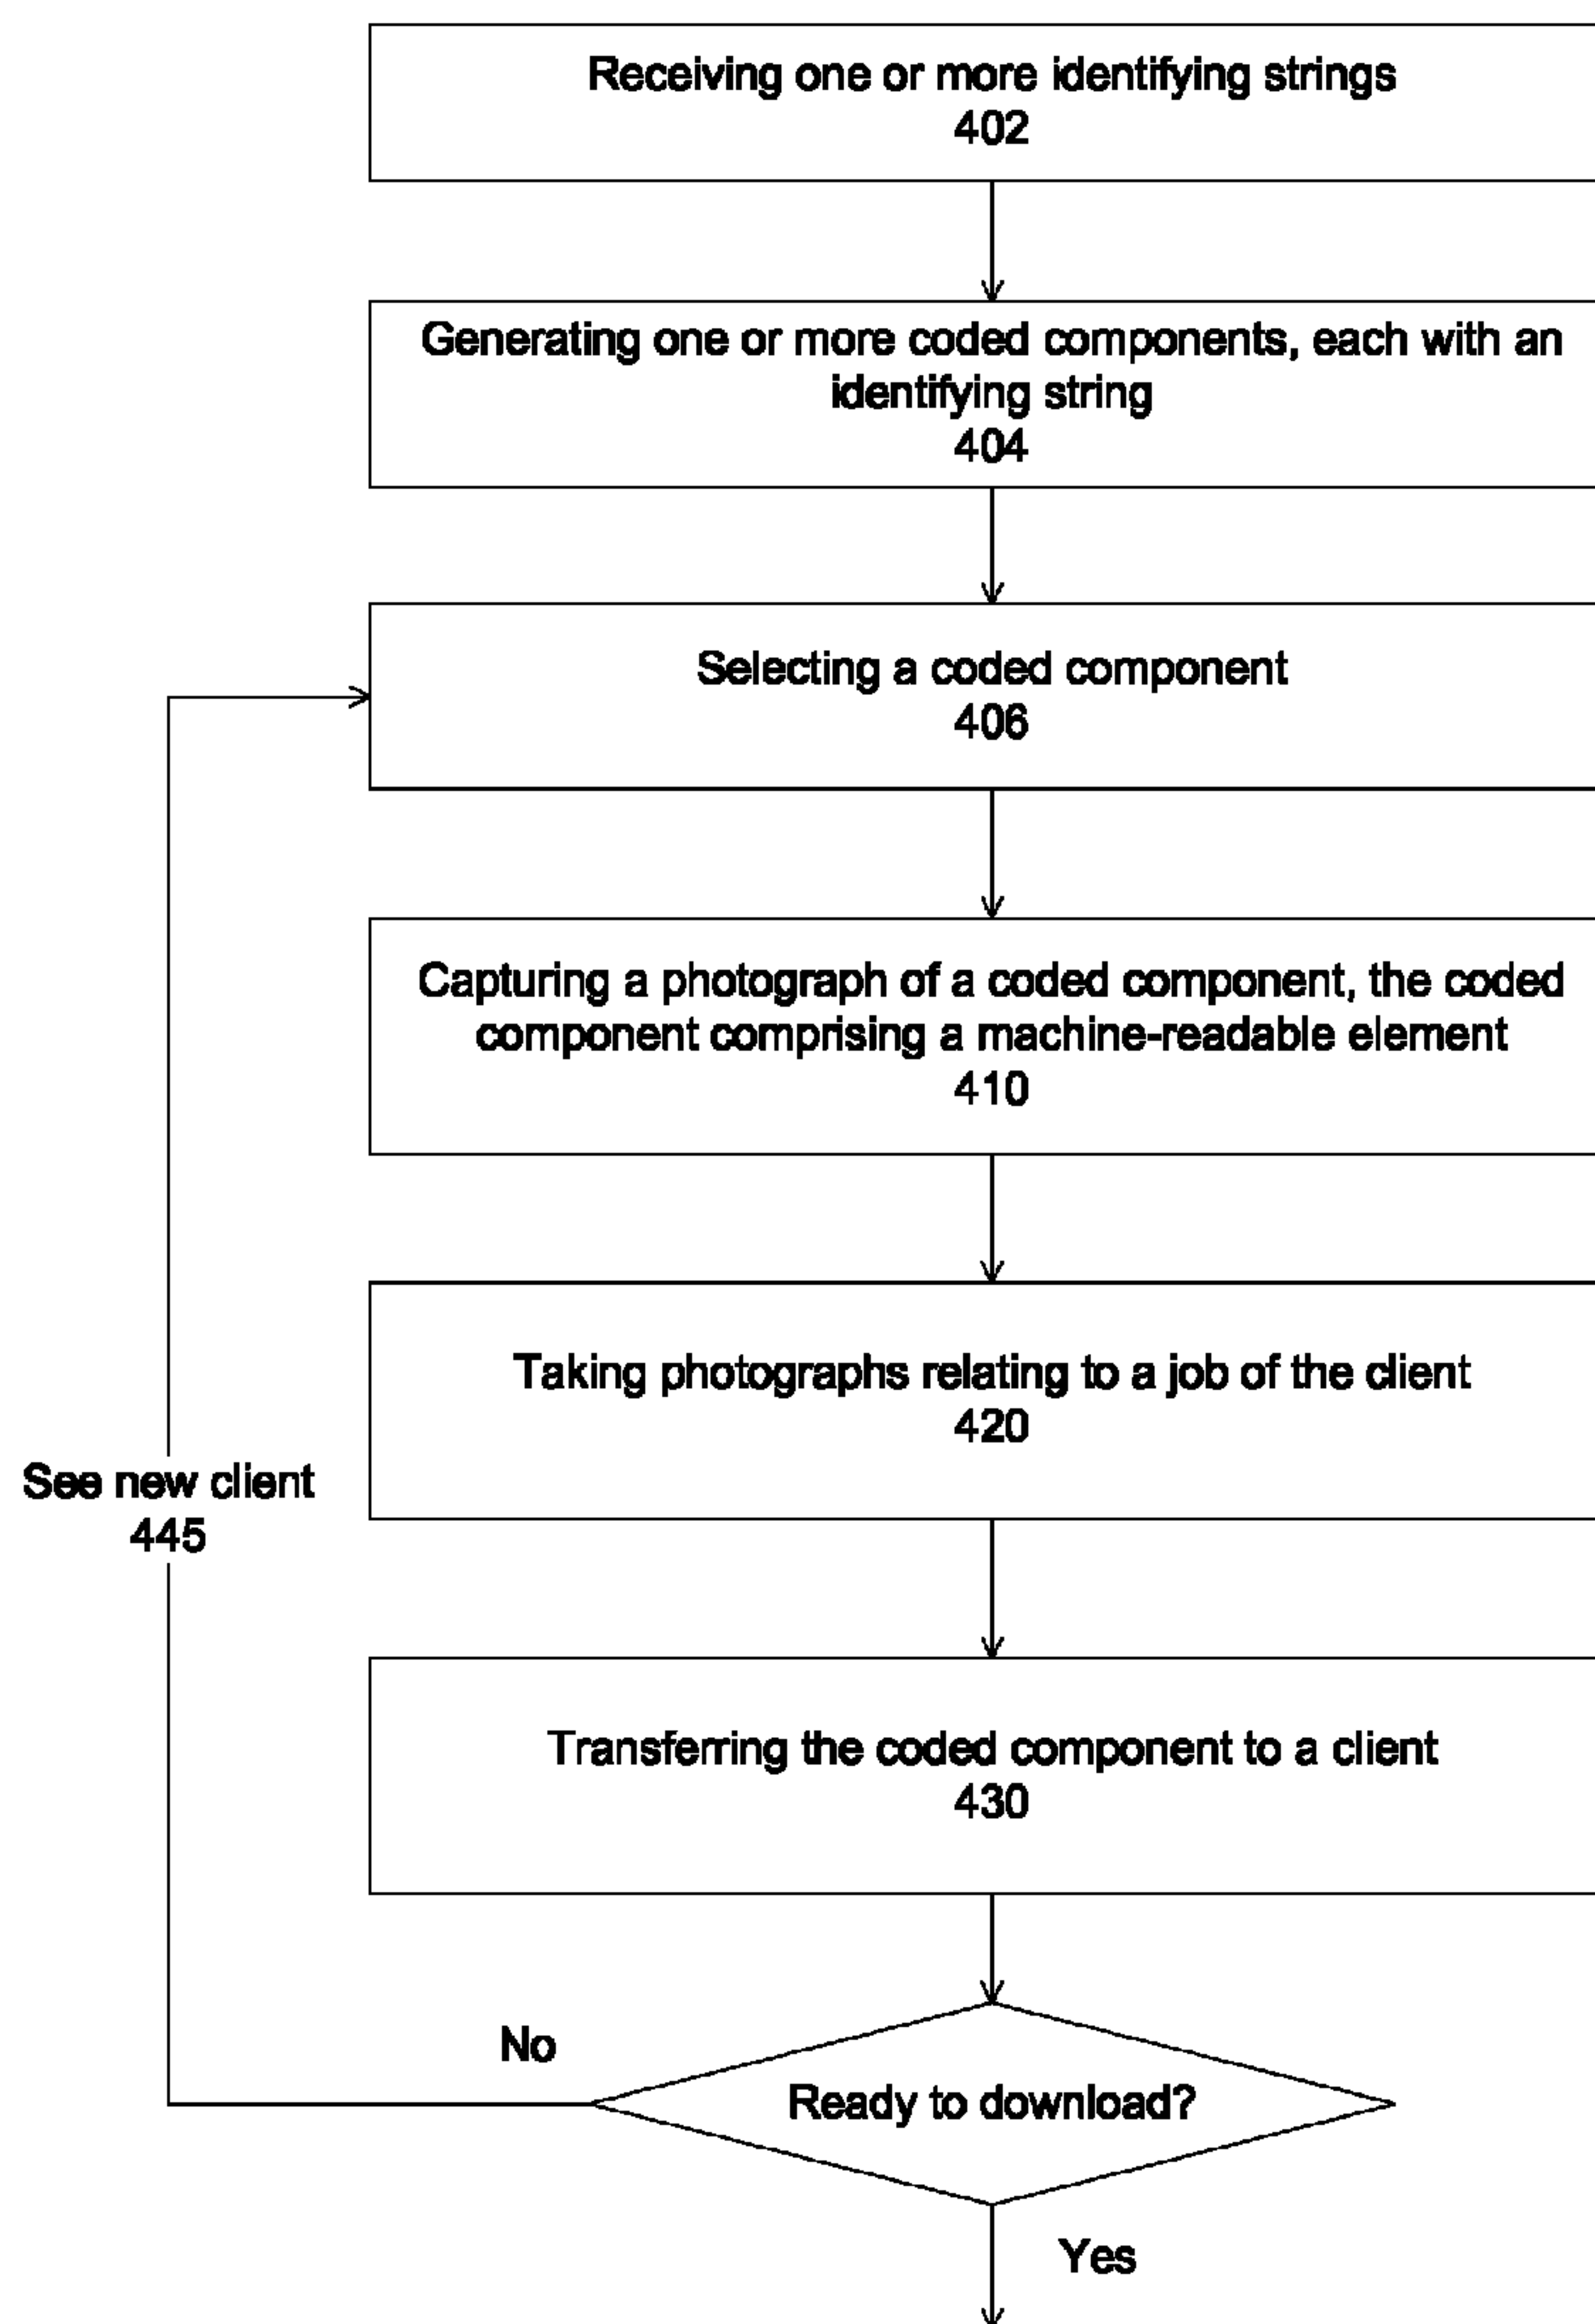 Receiving one or more identifying strings
402
Generating one or more coded components, each with an
identifying string
404
Selecting a coded component
406
Capturing a photograph of a coded component, the coded
component comprising a machine-readable element
410
Taking photographs relating to a job of the client
420
See new client
445
Transferring the coded component to a client
430
No
Ready to download?
Yes